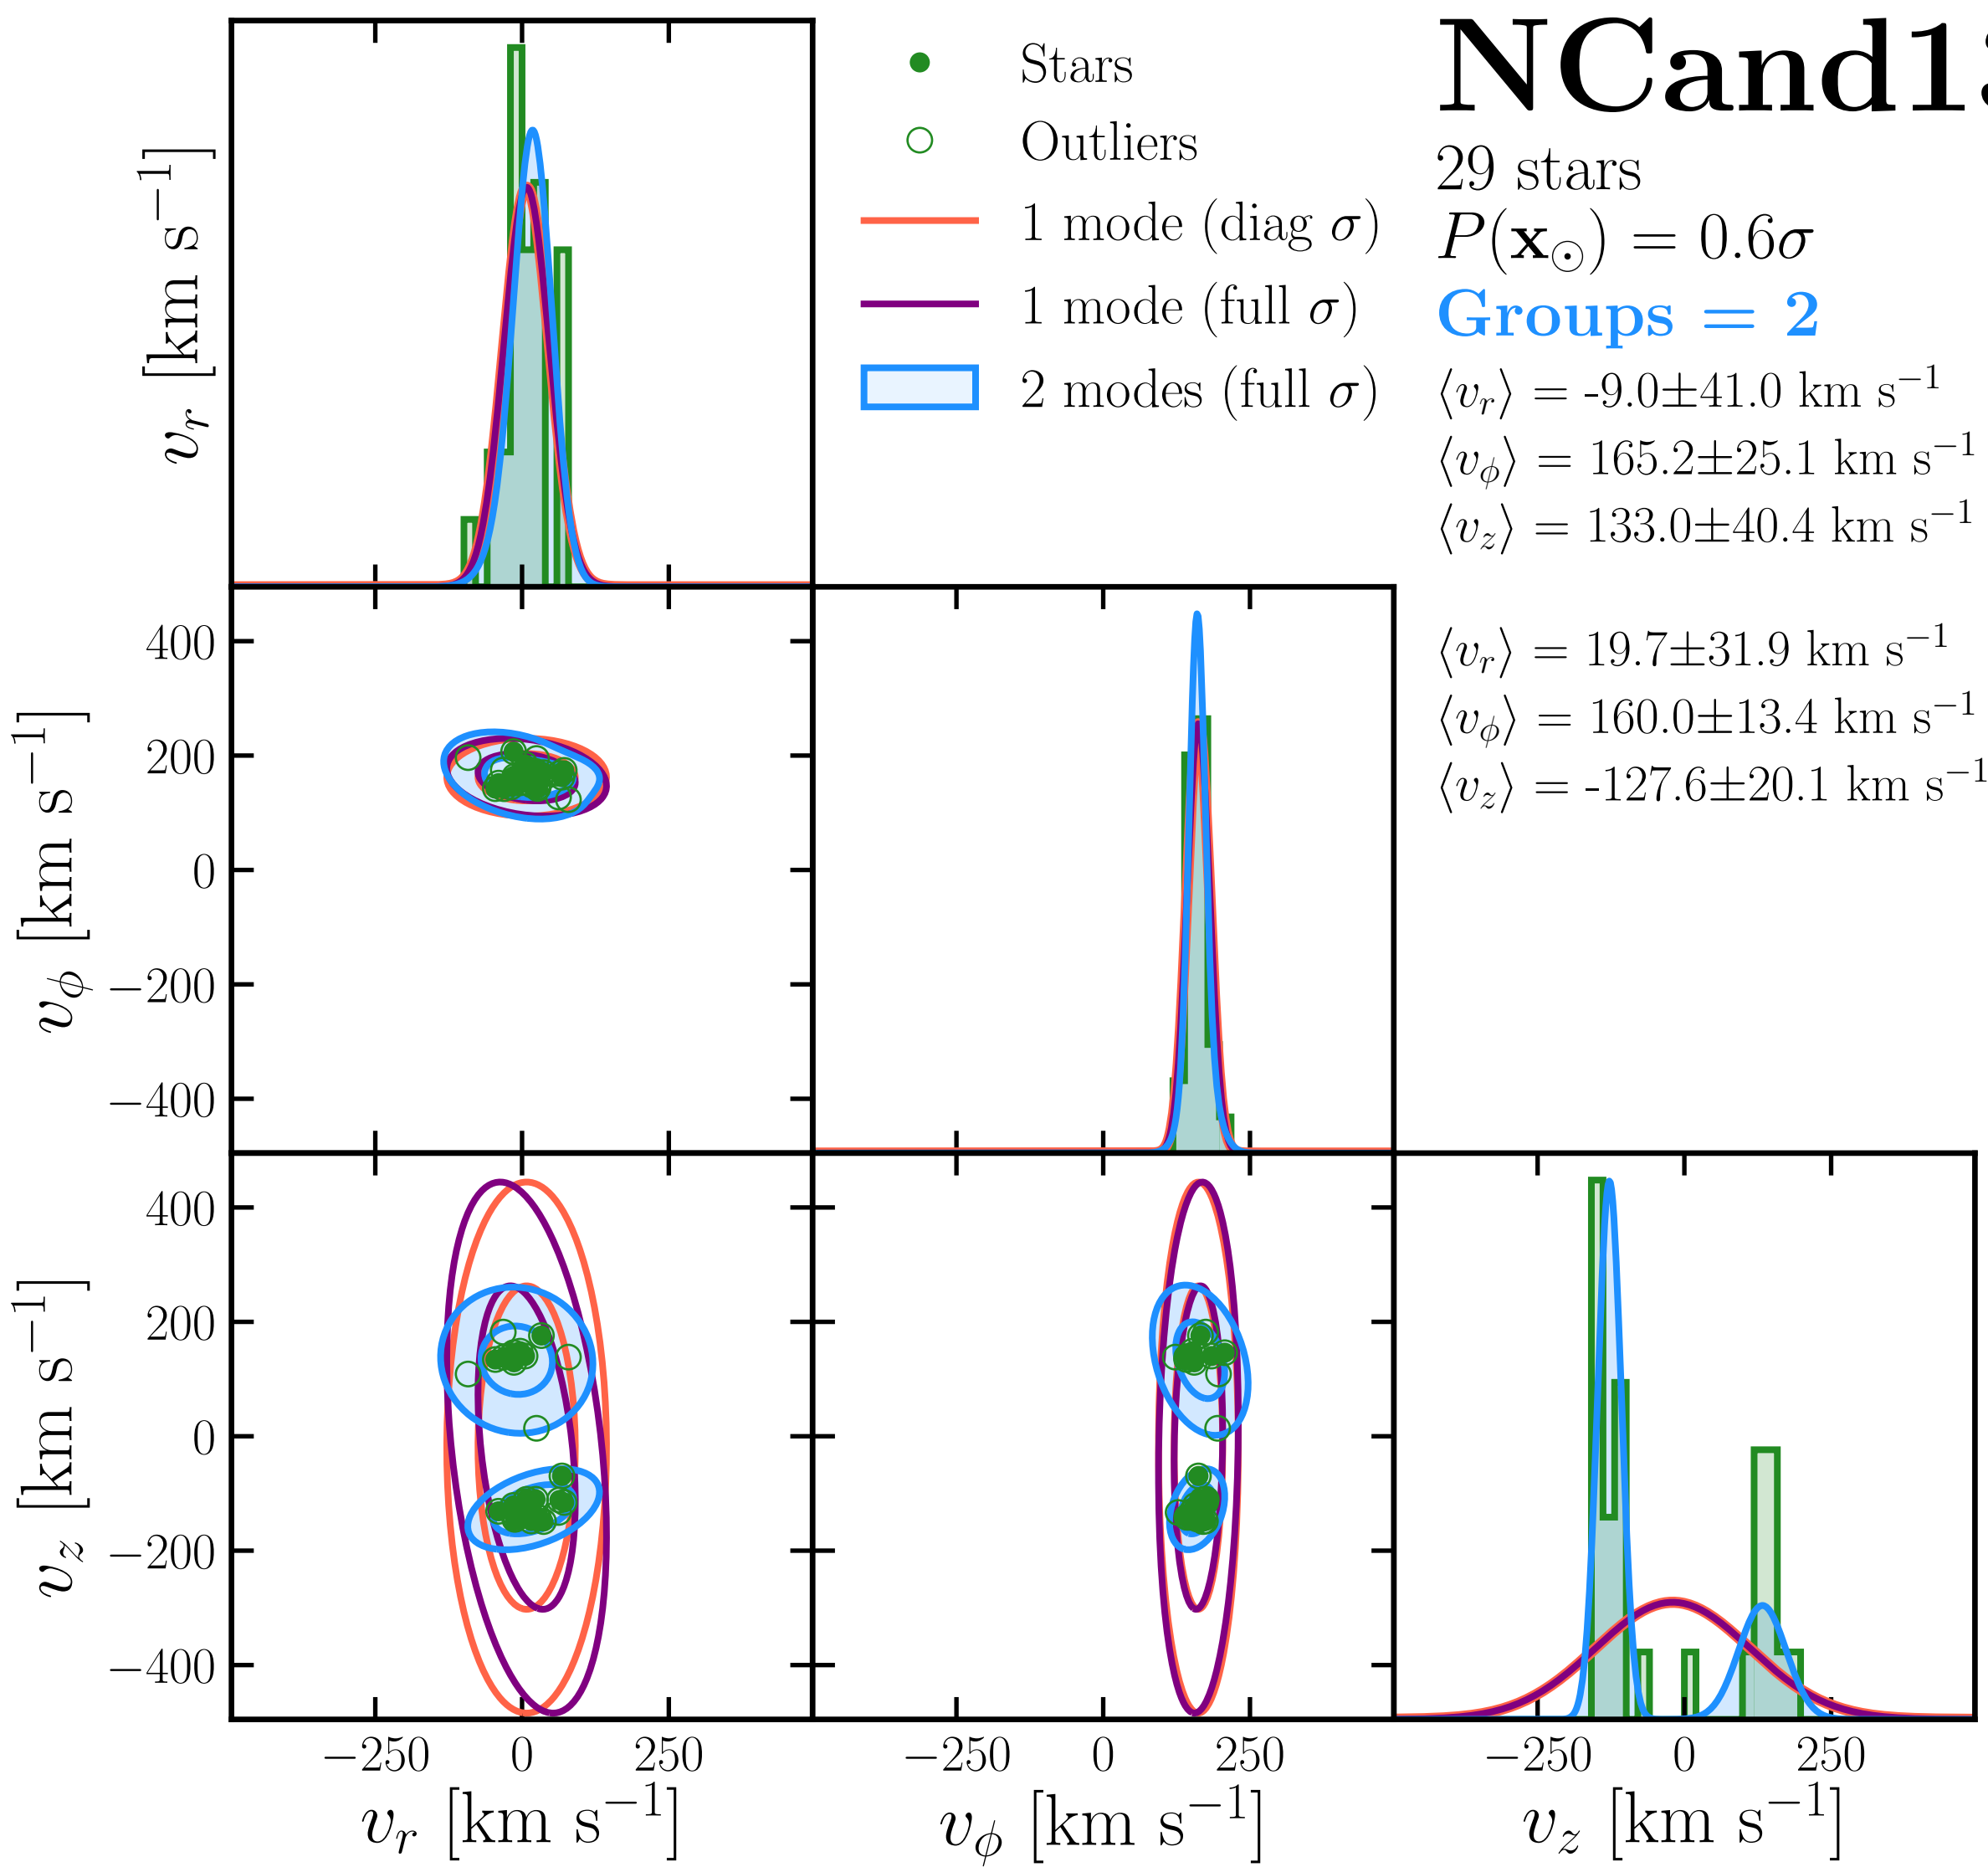 NCand1
29 stars
P(x⊙) = 0.6σ
Groups = 2
⟨v_r⟩ = -9.0±41.0 km s⁻¹
⟨v_ϕ⟩ = 165.2±25.1 km s⁻¹
⟨v_z⟩ = 133.0±40.4 km s⁻¹
⟨v_r⟩ = 19.7±31.9 km s⁻¹
⟨v_ϕ⟩ = 160.0±13.4 km s⁻¹
⟨v_z⟩ = -127.6±20.1 km s⁻¹
Stars
Outliers
1 mode (diag σ)
1 mode (full σ)
2 modes (full σ)
v_r [km s⁻¹]
v_ϕ [km s⁻¹]
400
200
0
−200
−400
v_z [km s⁻¹]
400
200
0
−200
−400
−250 0 250
−250 0 250
−250 0 250
v_r [km s⁻¹]
v_ϕ [km s⁻¹]
v_z [km s⁻¹]